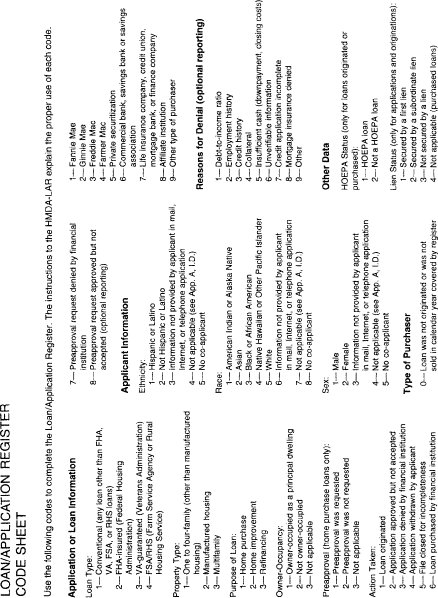 LOAN/APPLICATION REGISTER
CODE SHEET
Use the following codes to complete the Loan/Application Register. The instructions to the HMDA-LAR explain the proper use of each code.
Application or Loan Information
Loan Type:
1—Conventional (any loan other than FHA,
VA, FSA, or RHS loans)
2—FHA-insured (Federal Housing
Administration)
3—VA-guaranteed (Veterans Administration)
4—FSA/RHS (Farm Service Agency or Rural
Housing Service)
Property Type:
1—One to four-family (other than manufactured
housing)
2—Manufactured housing
3—Multifamily
Purpose of Loan:
1—Home purchase
2—Home improvement
3—Refinancing
Owner-Occupancy:
1—Owner-occupied as a principal dwelling
2—Not owner-occupied
3—Not applicable
Preapproval (home purchase loans only):
1—Preapproval was requested
2—Preapproval was not requested
3—Not applicable
Action Taken:
1—Loan originated
2—Application approved but not accepted
3—Application denied by financial institution
4—Application withdrawn by applicant
5—File closed for incompleteness
6—Loan purchased by financial institution
7—Preapproval request denied by financial
institution
8—Preapproval request approved but not
accepted (optional reporting)
Applicant Information
Ethnicity:
1—Hispanic or Latino
2—Not Hispanic or Latino
3—Information not provided by applicant in mail,
Internet, or telephone application
4—Not applicable (see App. A, I.D.)
5—No co-applicant
Race:
1—American Indian or Alaska Native
2—Asian
3—Black or African American
4—Native Hawaiian or Other Pacific Islander
5—White
6—Information not provided by applicant
in mail, Internet, or telephone application
7—Not applicable (see App. A, I.D.)
8—No co-applicant
Sex:
1—Male
2—Female
3—Information not provided by applicant
in mail, Internet, or telephone application
4—Not applicable (see App. A, I.D.)
5—No co-applicant
Type of Purchaser
0—Loan was not originated or was not
sold in calendar year covered by register
1—Fannie Mae
2—Ginnie Mae
3—Freddie Mac
4—Farmer Mac
5—Private securitization
6—Commercial bank, savings bank or savings
association
7—Life insurance company, credit union,
mortgage bank, or finance company
8—Affiliate institution
9—Other type of purchaser
Reasons for Denial (optional reporting)
1—Debt-to-income ratio
2—Employment history
3—Credit history
4—Collateral
5—Insufficient cash (downpayment, closing costs)
6—Unverifiable information
7—Credit application incomplete
8—Mortgage insurance denied
9—Other
Other Data
HOEPA Status (only for loans originated or
purchased):
1—HOEPA loan
2—Not a HOEPA loan
Lien Status (only for applications and originations):
1—Secured by a first lien
2—Secured by a subordinate lien
3—Not secured by a lien
4—Not applicable (purchased loans)